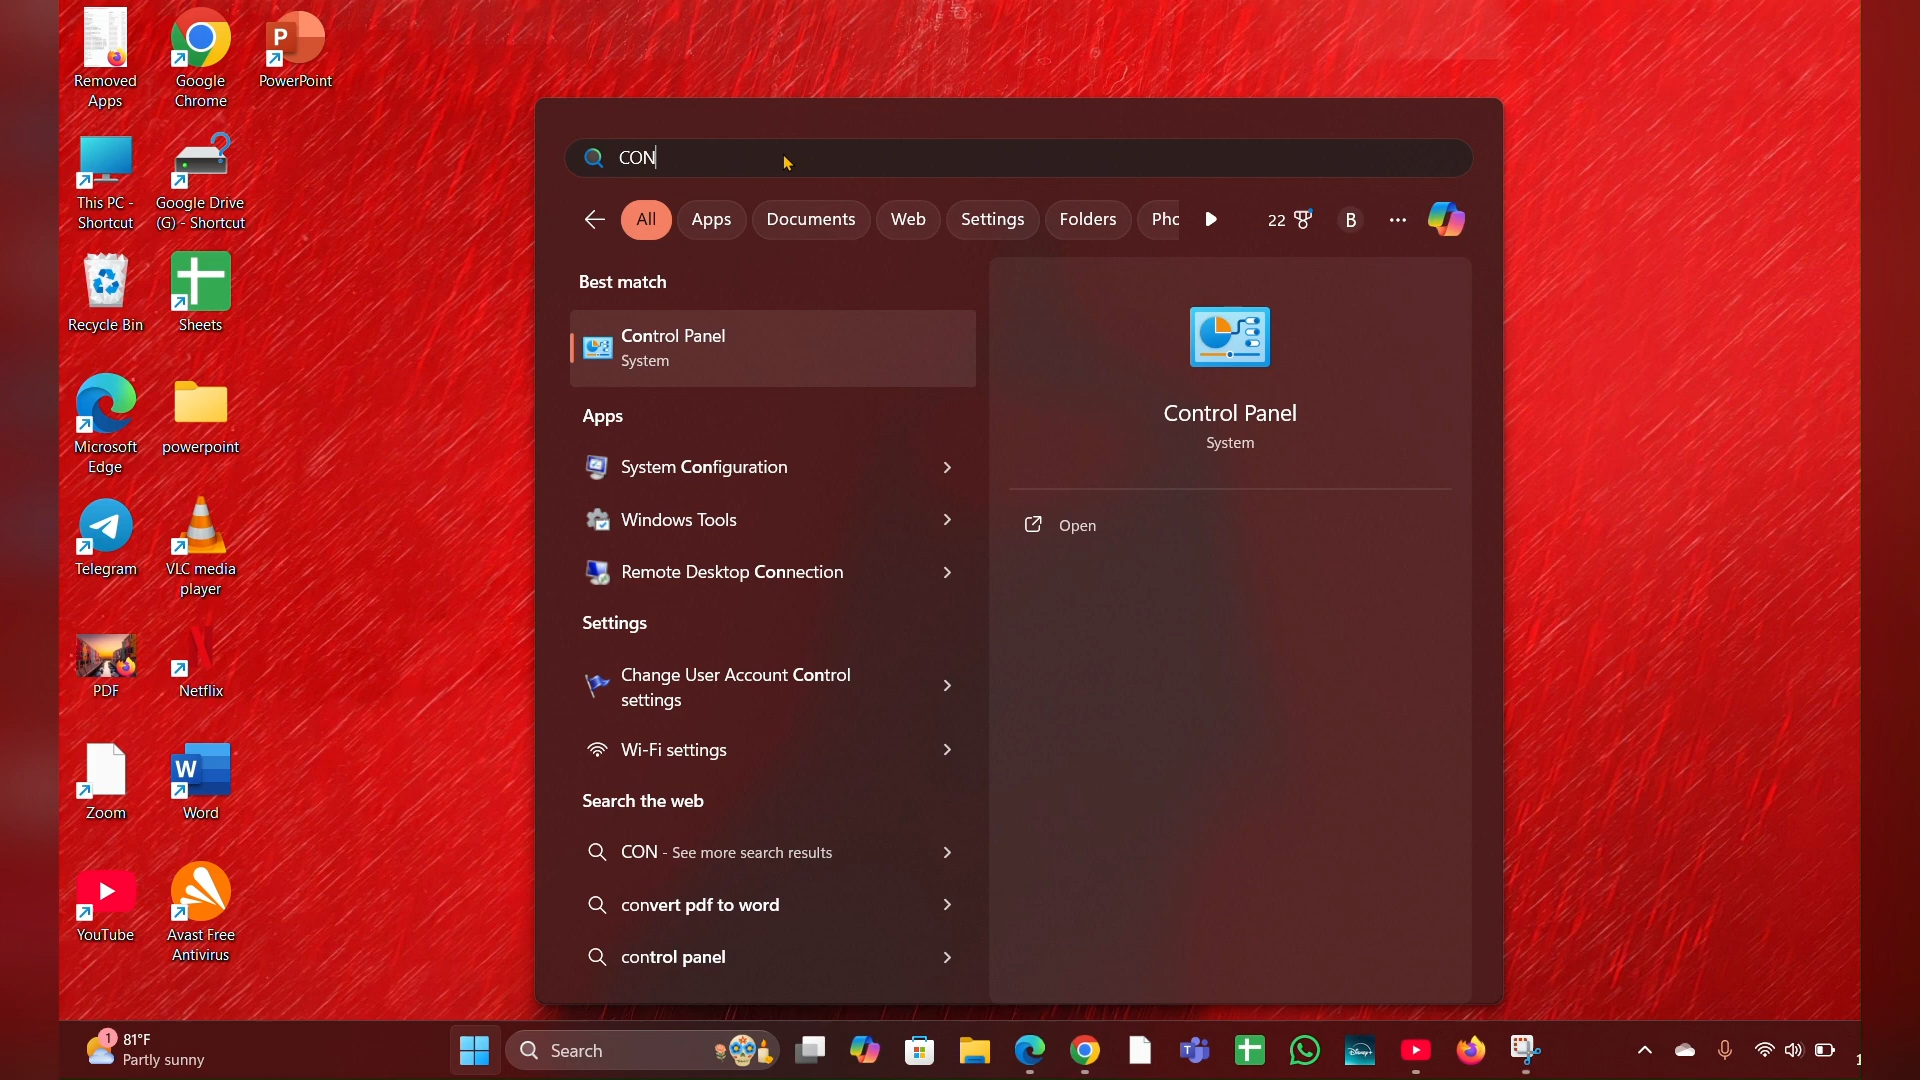 Removed
Apps
Google
Chrome
P
PowerPoint
This PC -
Shortcut
Google Drive
(G) - Shortcut
Recycle Bin
Sheets
Microsoft
Edge
powerpoint
Telegram
VLC media
player
PDF
Netflix
Zoom
W
Word
YouTube
Avast Free
Antivirus
CON
All
Apps
Documents
Web
Settings
Folders
Pho
22
B
Best match
Control Panel
System
Apps
System Configuration
Windows Tools
Remote Desktop Connection
Settings
Change User Account Control
settings
Wi-Fi settings
Search the web
CON - See more search results
convert pdf to word
control panel
Control Panel
System
Open
1
81°F
Partly sunny
Search
T
Disney+
1